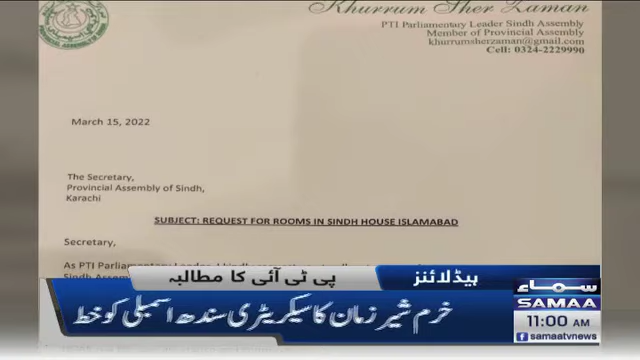 Khurrum Sher Zaman
PTI Parliamentary Leader Sindh Assembly
Member of Provincial Assembly
khurrumsherzaman@gmail.com
Cell: 0324-2229990
March 15, 2022
The Secretary,
Provincial Assembly of Sindh,
Karachi
SUBJECT: REQUEST FOR ROOMS IN SINDH HOUSE ISLAMABAD
Secretary,
As PTI Parliamentary Leader
Sindh
ہیڈلائنز
پی ٹی آئی کا مطالبہ
خرم شیر زمان کا سیکریٹری سندھ اسمبلی کو خط
سماء
SAMAA
11:00 AM
samaatvnews